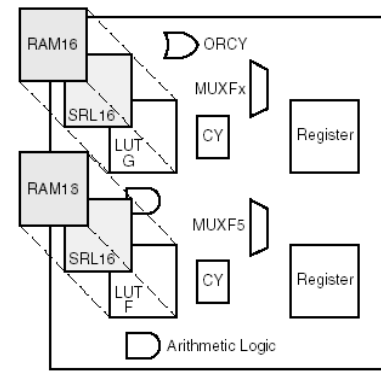 RAM16
ORCY
SRL16
MUXFx
LUT
G
CY
Register
RAM16
SRL16
MUXF5
LUT
F
CY
Register
Arithmetic Logic